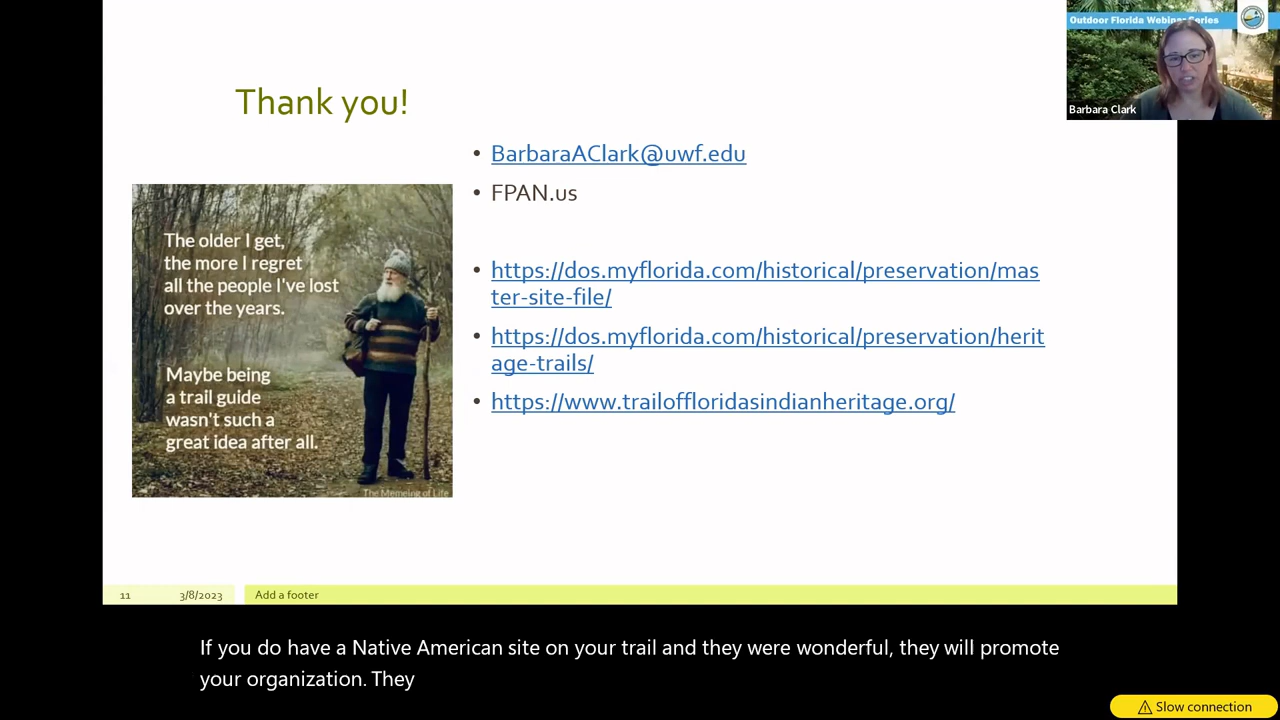 Outdoor Florida Webinar Series
Barbara Clark
Thank you!
• BarbaraAClark@uwf.edu
• FPAN.us
The older I get,
the more I regret
all the people I've lost
over the years.
Maybe being
a trail guide
wasn't such a
great idea after all.
The Memeing of Life
• https://dos.myflorida.com/historical/preservation/mas
ter-site-file/
• https://dos.myflorida.com/historical/preservation/herit
age-trails/
• https://www.trailoffloridasindianheritage.org/
11
3/8/2023
Add a footer
If you do have a Native American site on your trail and they were wonderful, they will promote
your organization. They
Slow connection